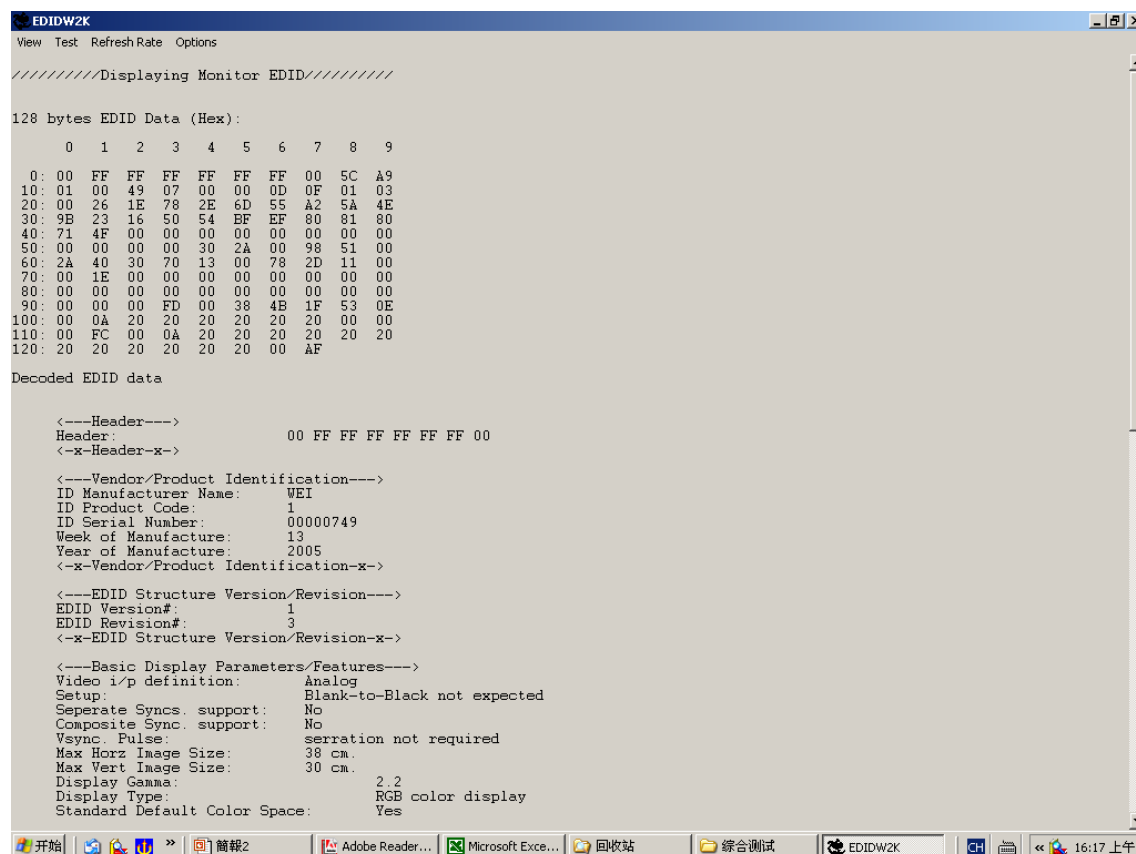 EDIDW2K
View Test Refresh Rate Options
//////////Displaying Monitor EDID//////////
128 bytes EDID Data (Hex):
0 1 2 3 4 5 6 7 8 9
0: 00 FF FF FF FF FF FF 00 5C A9
10: 01 00 49 07 00 00 0D 0F 01 03
20: 00 26 1E 78 2E 6D 55 A2 5A 4E
30: 9B 23 16 50 54 BF EF 80 81 80
40: 71 4F 00 00 00 00 00 00 00 00
50: 00 00 00 00 30 2A 00 98 51 00
60: 2A 40 30 70 13 00 78 2D 11 00
70: 00 1E 00 00 00 00 00 00 00 00
80: 00 00 00 00 00 00 00 00 00 00
90: 00 00 00 FD 00 38 4B 1F 53 0E
100: 00 0A 20 20 20 20 20 20 00 00
110: 00 FC 00 0A 20 20 20 20 20 20
120: 20 20 20 20 20 20 00 AF
Decoded EDID data
<---Header--->
Header: 00 FF FF FF FF FF FF 00
<-x-Header-x->
<---Vendor/Product Identification--->
ID Manufacturer Name: WEI
ID Product Code: 1
ID Serial Number: 00000749
Week of Manufacture: 13
Year of Manufacture: 2005
<-x-Vendor/Product Identification-x->
<---EDID Structure Version/Revision--->
EDID Version#: 1
EDID Revision#: 3
<-x-EDID Structure Version/Revision-x->
<---Basic Display Parameters/Features--->
Video i/p definition: Analog
Setup: Blank-to-Black not expected
Seperate Syncs. support: No
Composite Sync. support: No
Vsync. Pulse: serration not required
Max Horz Image Size: 38 cm.
Max Vert Image Size: 30 cm.
Display Gamma: 2.2
Display Type: RGB color display
Standard Default Color Space: Yes
开始 » 簡報2 Adobe Reader... Microsoft Exce... 回收站 综合测试 EDIDW2K CH « 16:17 上午